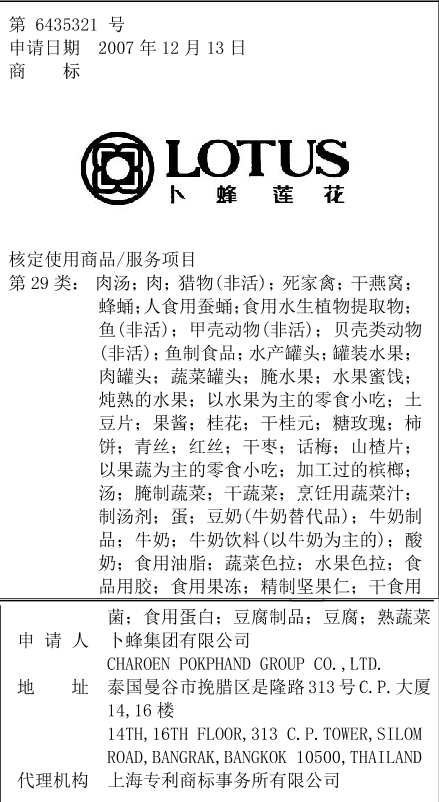 第 6435321 号
申请日期 2007 年 12 月 13 日
商 标
LOTUS
卜蜂莲花
核定使用商品/服务项目
第 29 类: 肉汤; 肉; 猎物(非活); 死家禽; 干燕窝;
蜂蛹; 人食用蚕蛹; 食用水生植物提取物;
鱼(非活); 甲壳动物(非活); 贝壳类动物
(非活); 鱼制食品; 水产罐头; 罐装水果;
肉罐头; 蔬菜罐头; 腌水果; 水果蜜饯;
炖熟的水果; 以水果为主的零食小吃; 土
豆片; 果酱; 桂花; 干桂元; 糖玫瑰; 柿
饼; 青丝; 红丝; 干枣; 话梅; 山楂片;
以果蔬为主的零食小吃; 加工过的槟榔;
汤; 腌制蔬菜; 干蔬菜; 烹饪用蔬菜汁;
制汤剂; 蛋; 豆奶(牛奶替代品); 牛奶制
品; 牛奶; 牛奶饮料(以牛奶为主的); 酸
奶; 食用油脂; 蔬菜色拉; 水果色拉; 食
品用胶; 食用果冻; 精制坚果仁; 干食用
菌; 食用蛋白; 豆腐制品; 豆腐; 熟蔬菜
申 请 人 卜蜂集团有限公司
CHAROEN POKPHAND GROUP CO.,LTD.
地 址 泰国曼谷市挽腊区是隆路 313 号 C.P.大厦
14,16 楼
14TH,16TH FLOOR,313 C.P.TOWER,SILOM
ROAD,BANGRAK,BANGKOK 10500,THAILAND
代理机构 上海专利商标事务所有限公司